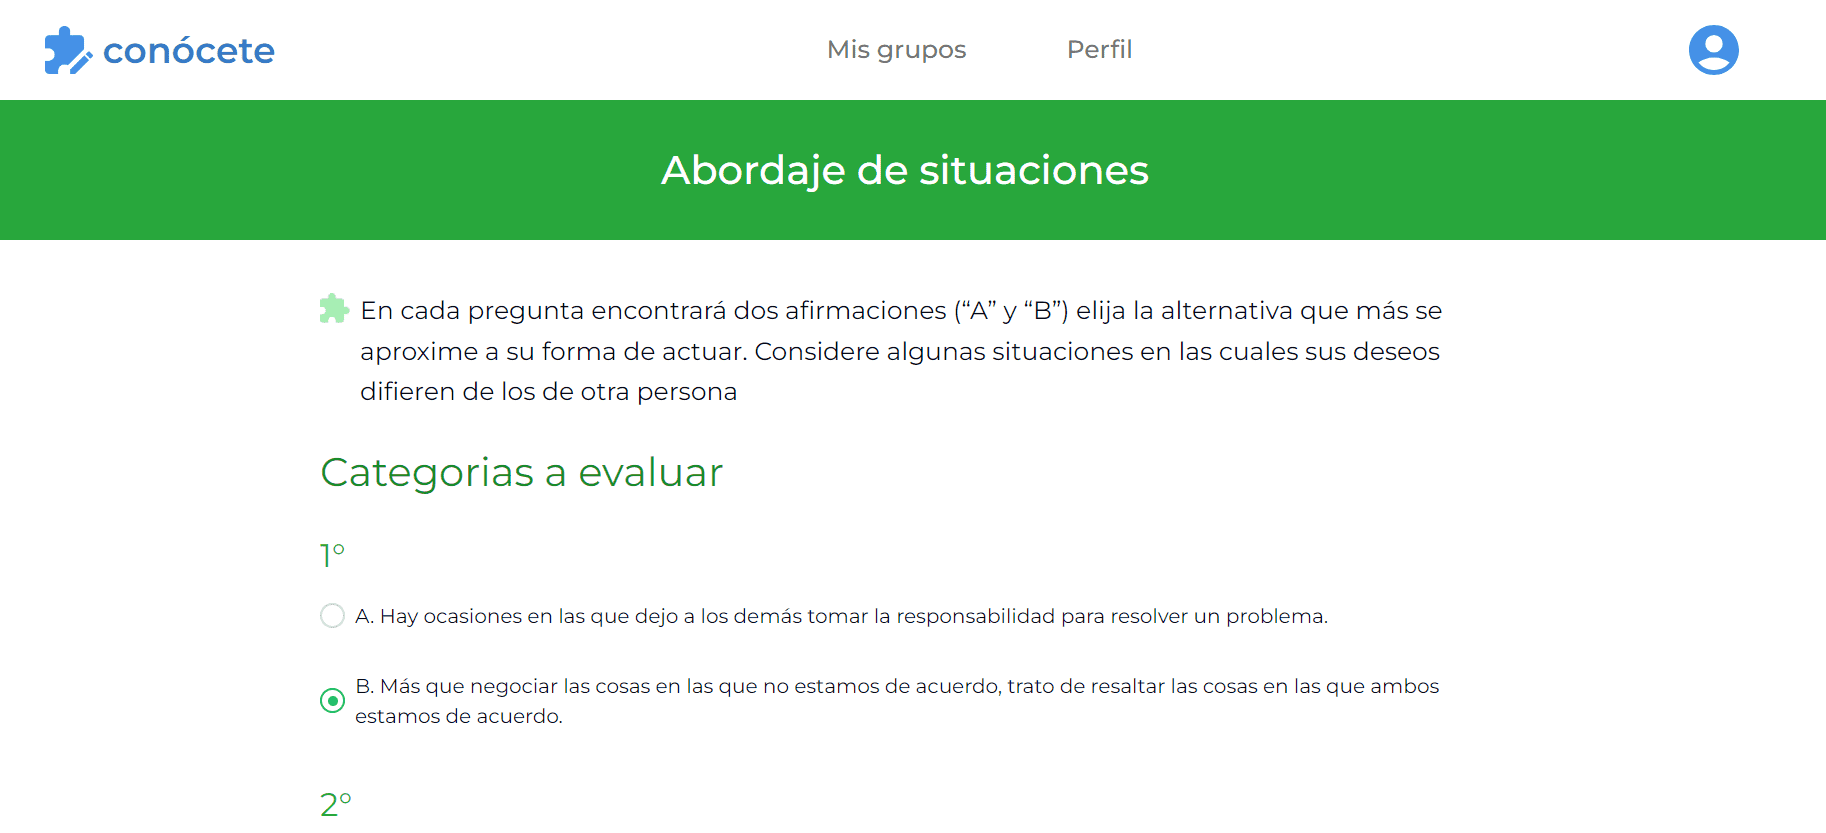 conócete
Mis grupos
Perfil
Abordaje de situaciones
En cada pregunta encontrará dos afirmaciones (“A” y “B”) elija la alternativa que más se
aproxime a su forma de actuar. Considere algunas situaciones en las cuales sus deseos
difieren de los de otra persona
Categorias a evaluar
1°
A. Hay ocasiones en las que dejo a los demás tomar la responsabilidad para resolver un problema.
B. Más que negociar las cosas en las que no estamos de acuerdo, trato de resaltar las cosas en las que ambos
estamos de acuerdo.
2°